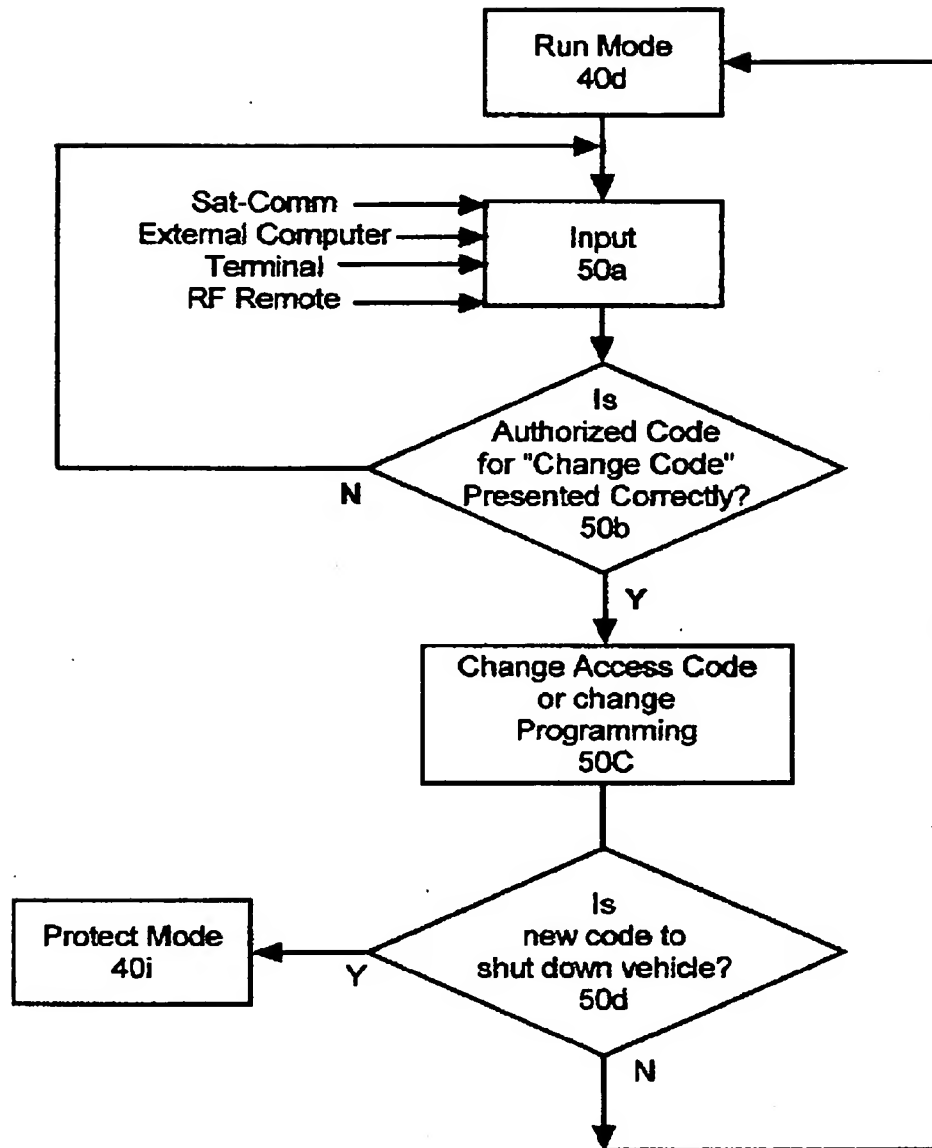 Run Mode
40d
Sat-Comm
External Computer
Terminal
RF Remote
Input
50a
Is
Authorized Code
for "Change Code"
Presented Correctly?
50b
N
Y
Change Access Code
or change
Programming
50C
Is
new code to
shut down vehicle?
50d
Y
Protect Mode
40i
N